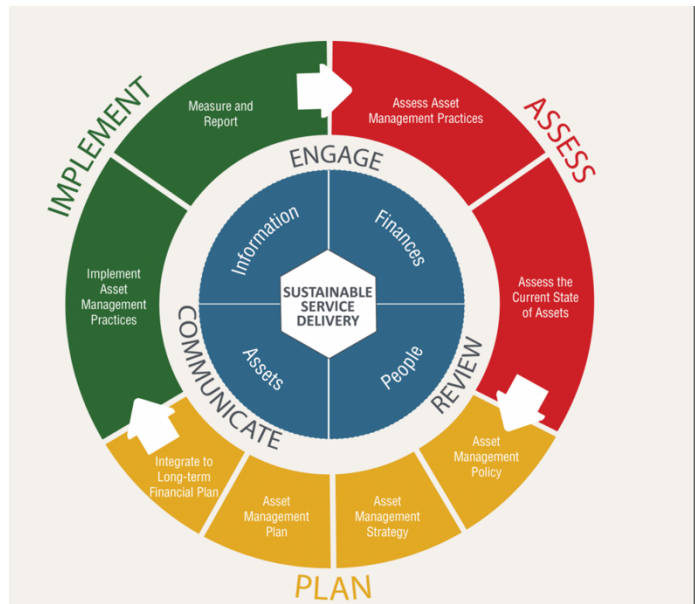 IMPLEMENT
Measure and
Report
Assess Asset
Management Practices
ASSESS
ENGAGE
Information
Finances
Implement
Asset
Management
Practices
SUSTAINABLE
SERVICE
DELIVERY
Assess the
Current State
of Assets
COMMUNICATE
Assets
People
REVIEW
Integrate to
Long-term
Financial Plan
Asset
Management
Plan
Asset
Management
Strategy
Asset
Management
Policy
PLAN